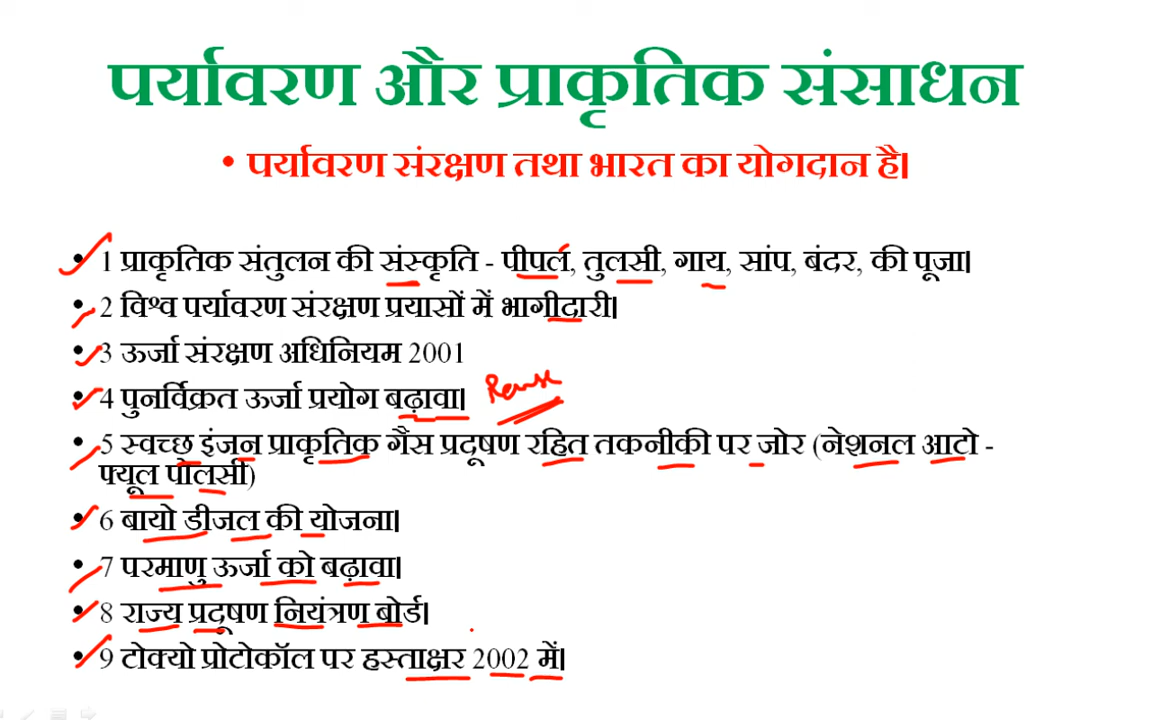 पर्यावरण और प्राकृतिक संसाधन
• पर्यावरण संरक्षण तथा भारत का योगदान है।
• 1 प्राकृतिक संतुलन की संस्कृति - पीपल, तुलसी, गाय, सांप, बंदर, की पूजा।
• 2 विश्व पर्यावरण संरक्षण प्रयासों में भागीदारी।
• 3 ऊर्जा संरक्षण अधिनियम 2001
• 4 पुनर्विक्रत ऊर्जा प्रयोग बढ़ावा। Reuse
• 5 स्वच्छ इंजन प्राकृतिक गैस प्रदूषण रहित तकनीकी पर जोर (नेशनल आटो -
फ्यूल पोलसी)
• 6 बायो डीजल की योजना।
• 7 परमाणु ऊर्जा को बढ़ावा।
• 8 राज्य प्रदूषण नियंत्रण बोर्ड।
• 9 टोक्यो प्रोटोकॉल पर हस्ताक्षर 2002 में।